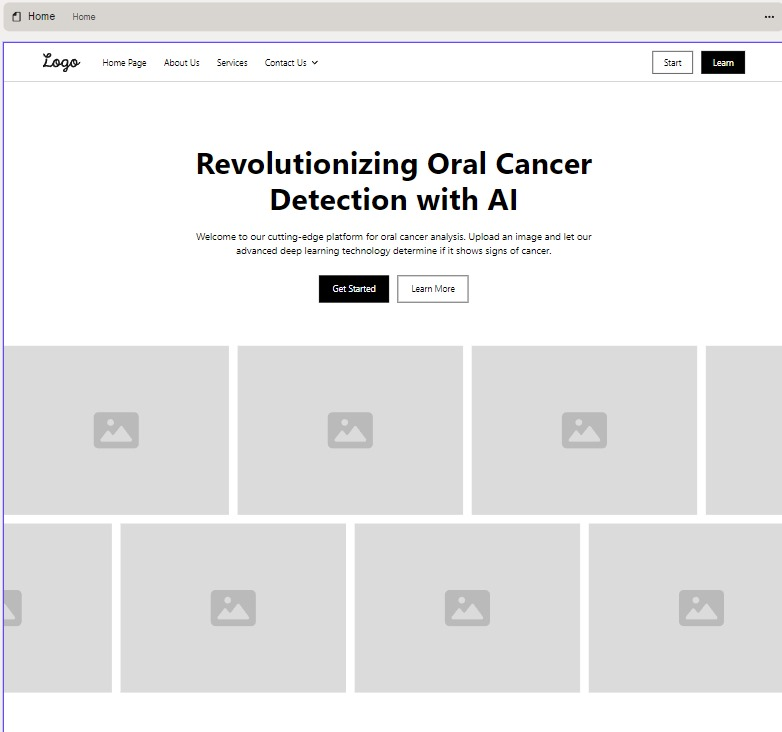 Home Home
Logo Home Page About Us Services Contact Us Start Learn
Revolutionizing Oral Cancer
Detection with AI
Welcome to our cutting-edge platform for oral cancer analysis. Upload an image and let our
advanced deep learning technology determine if it shows signs of cancer.
Get Started Learn More